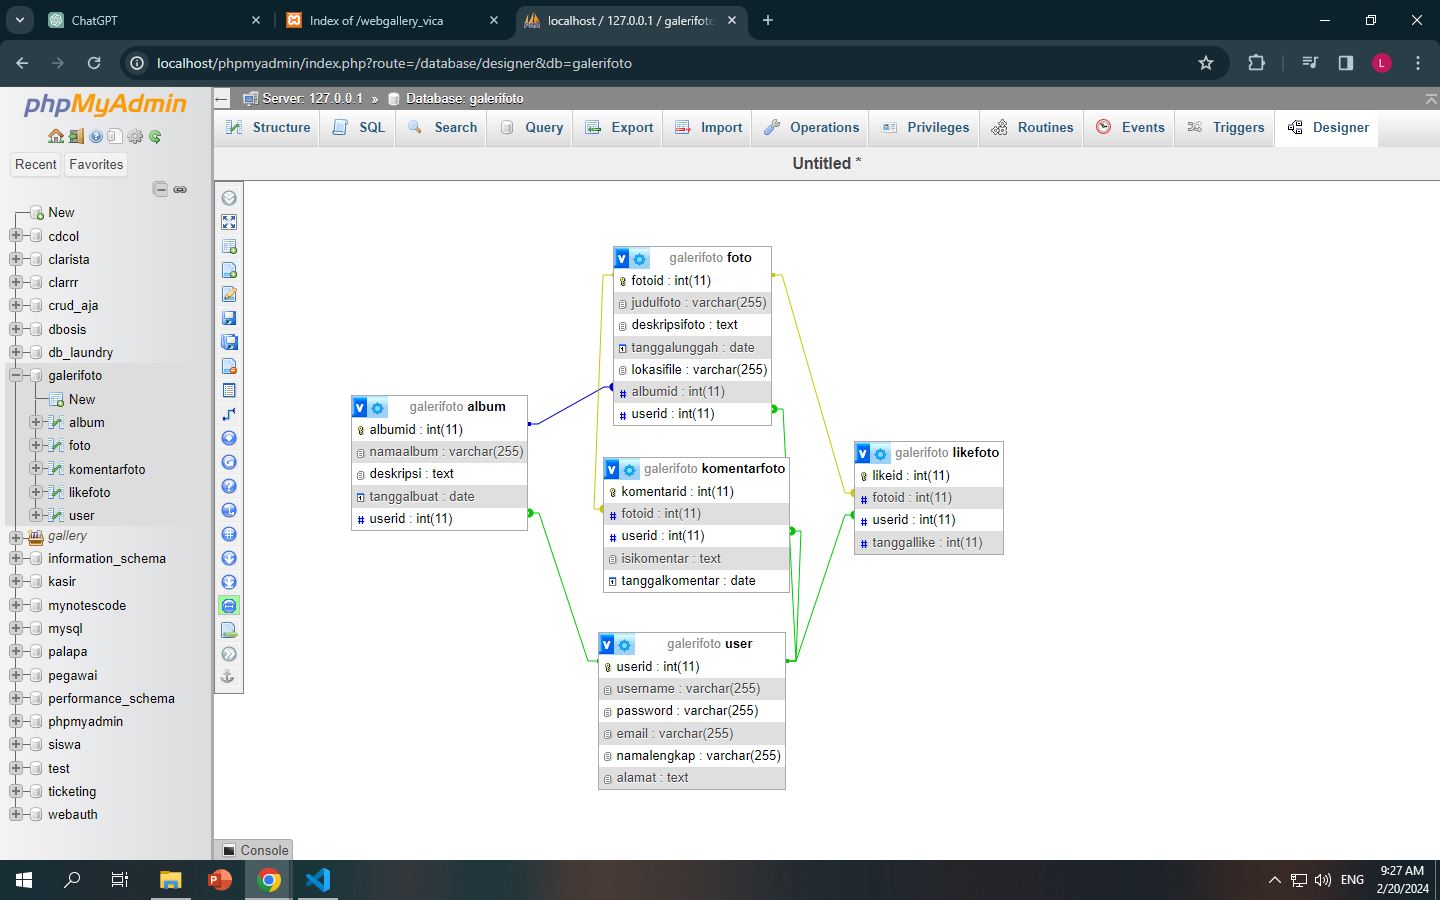 ChatGPT
Index of /webgallery_vica
localhost / 127.0.0.1 / galerifoto
localhost/phpmyadmin/index.php?route=/database/designer&db=galerifoto
L
phpMyAdmin
Recent
Favorites
New
cdcol
clarista
clarrr
crud_aja
dbosis
db_laundry
galerifoto
New
album
foto
komentarfoto
likefoto
user
gallery
information_schema
kasir
mynotescode
mysql
palapa
pegawai
performance_schema
phpmyadmin
siswa
test
ticketing
webauth
Server: 127.0.0.1 » Database: galerifoto
Structure
SQL
Search
Query
Export
Import
Operations
Privileges
Routines
Events
Triggers
Designer
Untitled *
v galerifoto foto
fotoid : int(11)
judulfoto : varchar(255)
deskripsifoto : text
tanggalunggah : date
lokasifile : varchar(255)
# albumid : int(11)
# userid : int(11)
v galerifoto album
albumid : int(11)
namaalbum : varchar(255)
deskripsi : text
tanggalbuat : date
# userid : int(11)
v galerifoto komentarfoto
komentarid : int(11)
# fotoid : int(11)
# userid : int(11)
isikomentar : text
tanggalkomentar : date
v galerifoto likefoto
likeid : int(11)
# fotoid : int(11)
# userid : int(11)
# tanggallike : int(11)
v galerifoto user
userid : int(11)
username : varchar(255)
password : varchar(255)
email : varchar(255)
namalengkap : varchar(255)
alamat : text
Console
ENG
9:27 AM
2/20/2024